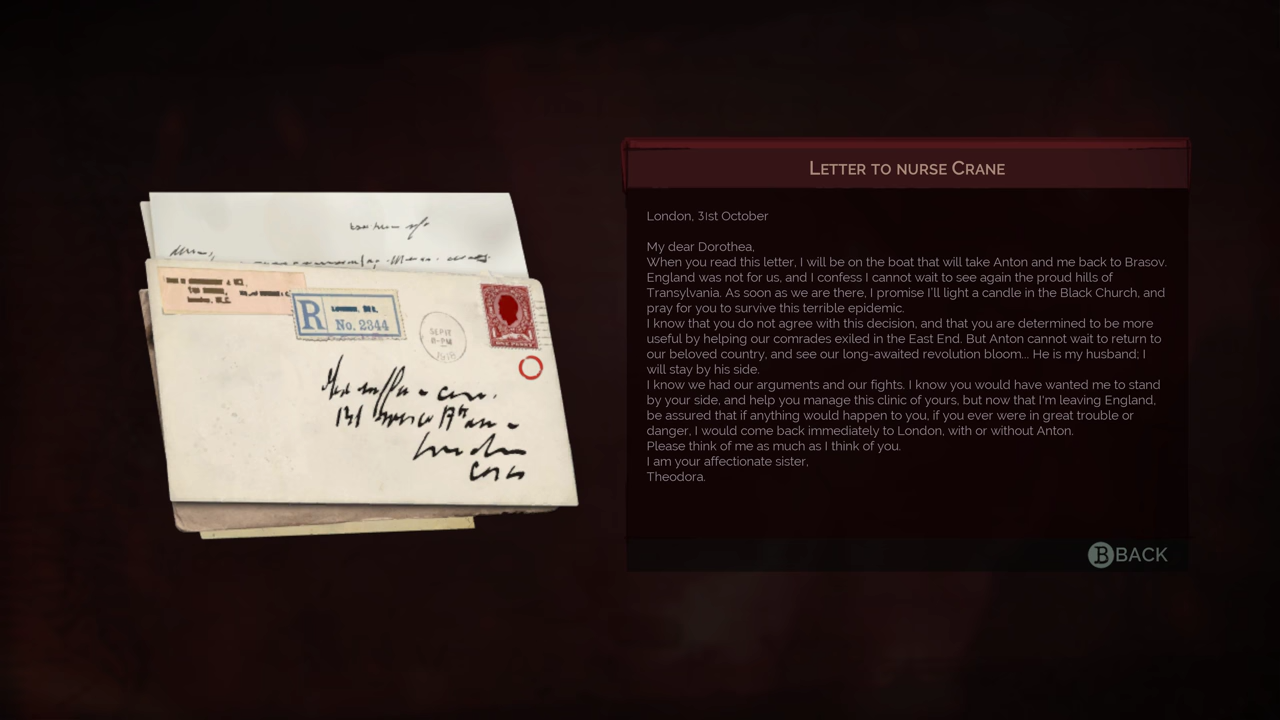 LETTER TO NURSE CRANE
London, 31st October
My dear Dorothea,
When you read this letter, I will be on the boat that will take Anton and me back to Brasov.
England was not for us, and I confess I cannot wait to see again the proud hills of
Transylvania. As soon as we are there, I promise I'll light a candle in the Black Church, and
pray for you to survive this terrible epidemic.
I know that you do not agree with this decision, and that you are determined to be more
useful by helping our comrades exiled in the East End. But Anton cannot wait to return to
our beloved country, and see our long-awaited revolution bloom... He is my husband; I
will stay by his side.
I know we had our arguments and our fights. I know you would have wanted me to stand
by your side, and help you manage this clinic of yours, but now that I'm leaving England,
be assured that if anything would happen to you, if you ever were in great trouble or
danger, I would come back immediately to London, with or without Anton.
Please think of me as much as I think of you.
I am your affectionate sister,
Theodora.
B BACK
R
No. 2344
ONE PENNY
London